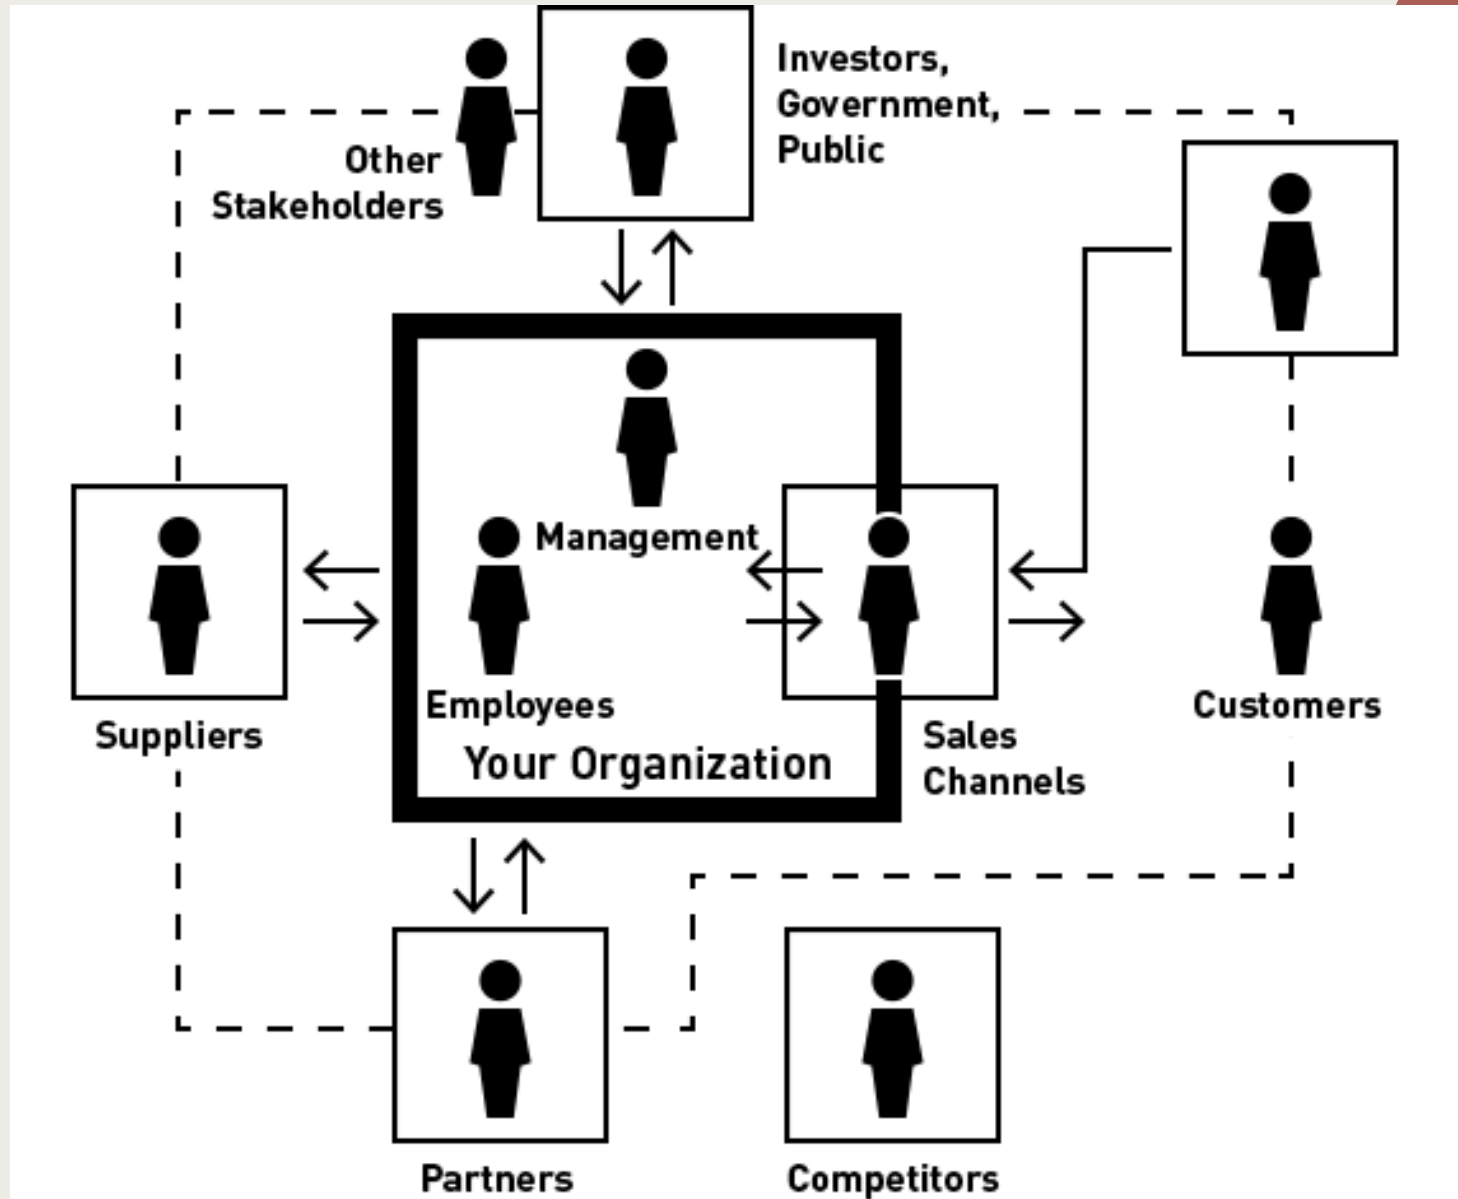 Investors,
Government,
Public
Other
Stakeholders
Management
Employees
Your Organization
Suppliers
Sales
Channels
Customers
Partners
Competitors